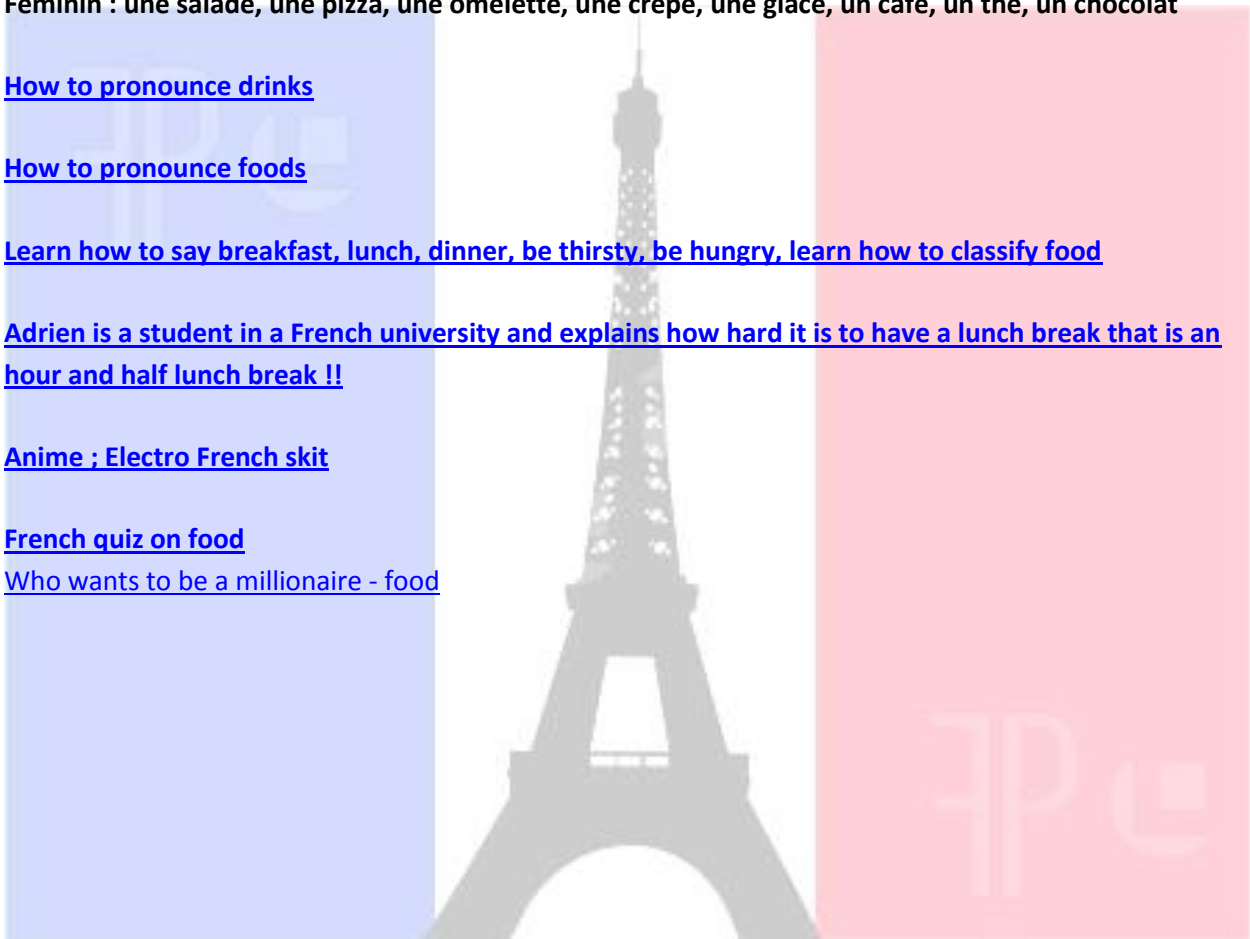 Féminin : une salade, une pizza, une omelette, une crêpe, une glace, un café, un thé, un chocolat
How to pronounce drinks
How to pronounce foods
Learn how to say breakfast, lunch, dinner, be thirsty, be hungry, learn how to classify food
Adrien is a student in a French university and explains how hard it is to have a lunch break that is an
hour and half lunch break !!
Anime ; Electro French skit
French quiz on food
Who wants to be a millionaire - food